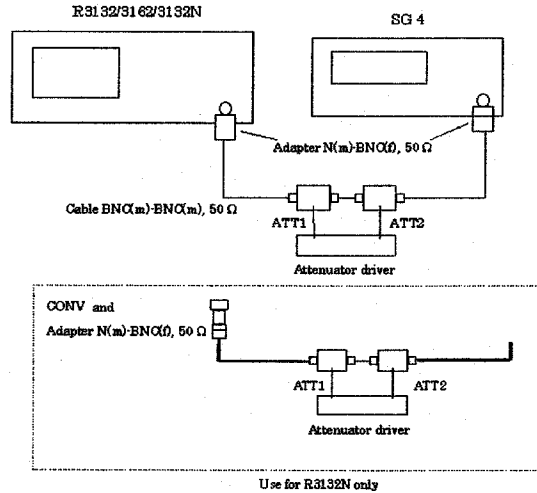 R3132/3162/3132N
SG 4
Adapter N(m)-BNC(f), 50 Ω
Cable BNC(m)-BNC(m), 50 Ω
ATT1
ATT2
Attenuator driver
CONV and
Adapter N(m)-BNC(f), 50 Ω
ATT1
ATT2
Attenuator driver
Use for R3132N only